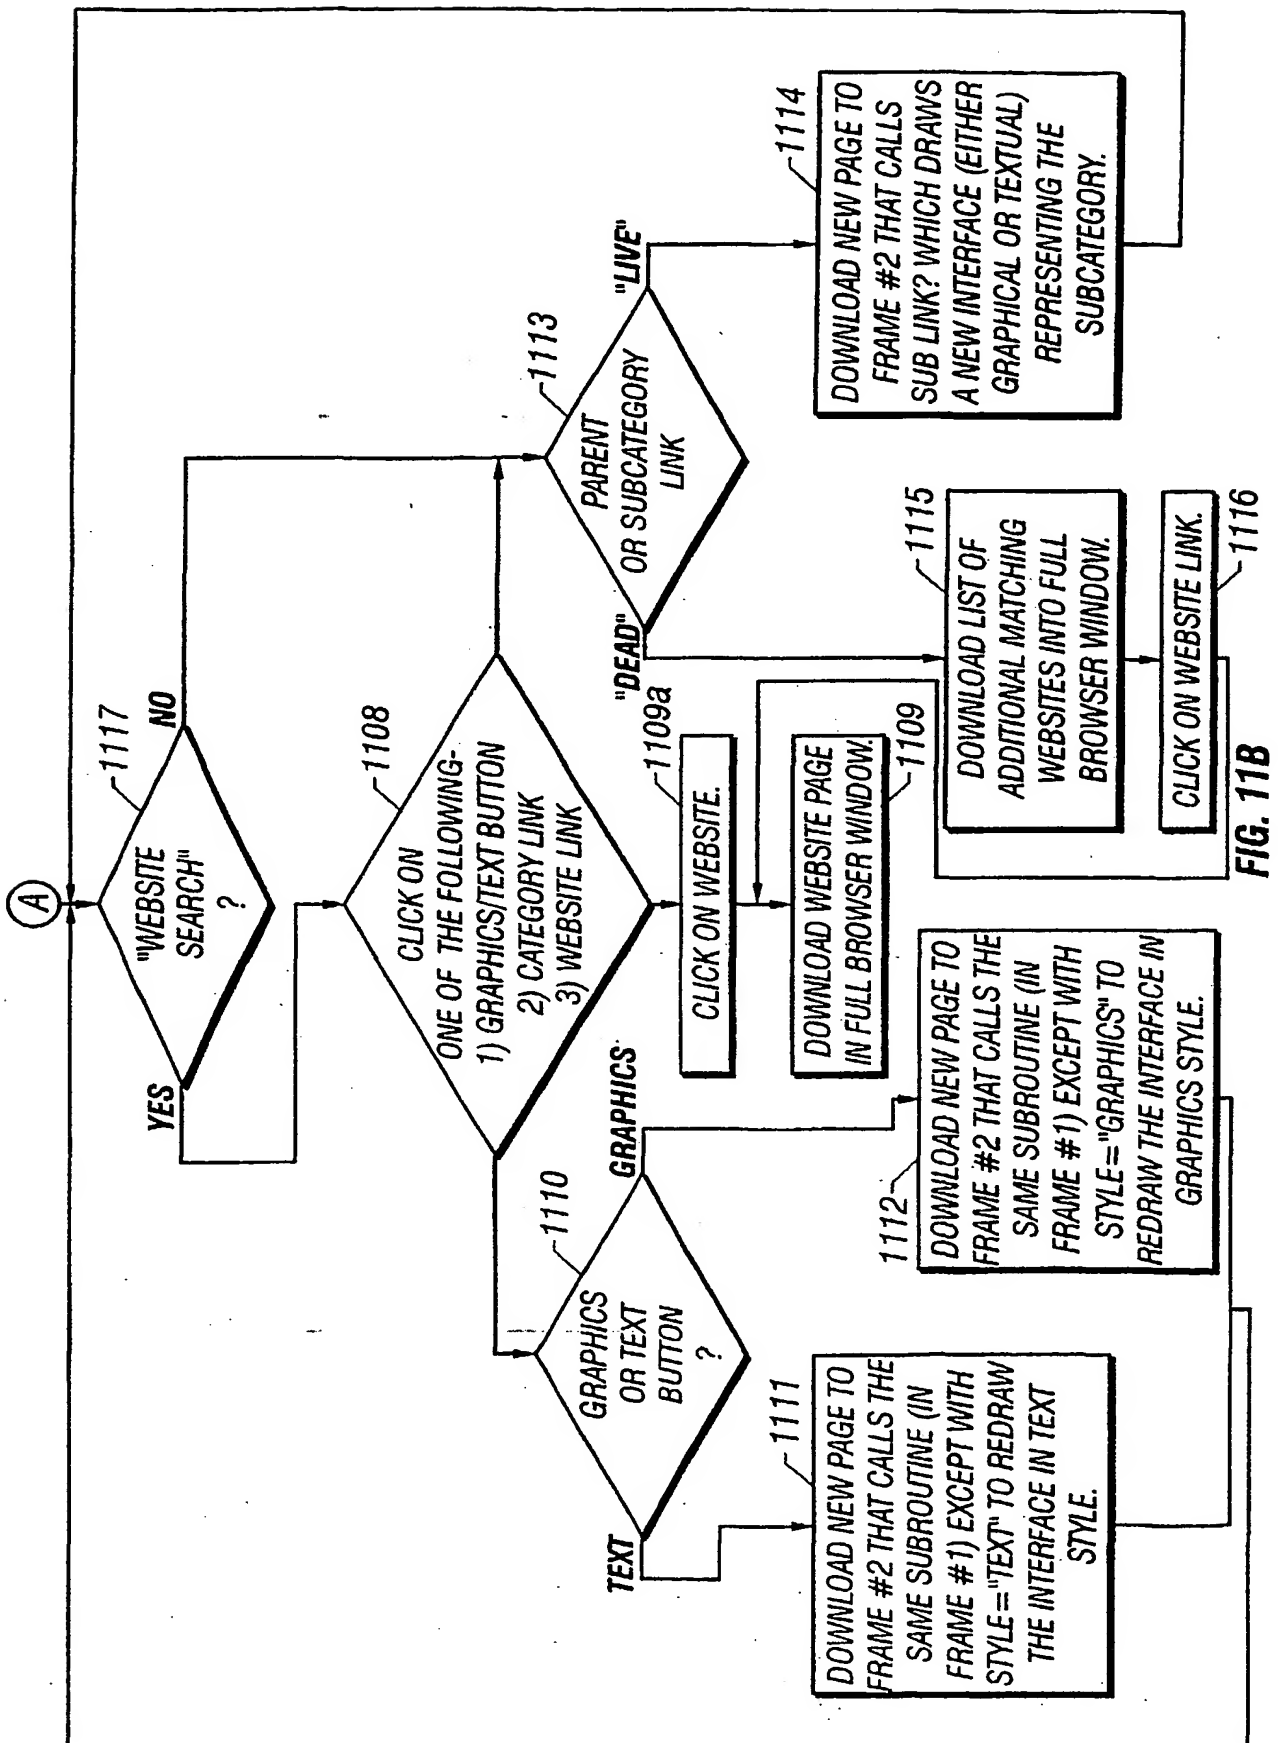 A
1117
"WEBSITE
SEARCH"
?
YES
NO
1108
CLICK ON
ONE OF THE FOLLOWING-
1) GRAPHICS/TEXT BUTTON
2) CATEGORY LINK
3) WEBSITE LINK
1110
GRAPHICS
OR TEXT
BUTTON
?
TEXT
GRAPHICS
1109a
CLICK ON WEBSITE.
DOWNLOAD WEBSITE PAGE
IN FULL BROWSER WINDOW.
1109
1113
PARENT
OR SUBCATEGORY
LINK
"DEAD"
"LIVE"
1111
DOWNLOAD NEW PAGE TO
FRAME #2 THAT CALLS THE
SAME SUBROUTINE (IN
FRAME #1) EXCEPT WITH
STYLE="TEXT" TO REDRAW
THE INTERFACE IN TEXT
STYLE.
1112
DOWNLOAD NEW PAGE TO
FRAME #2 THAT CALLS THE
SAME SUBROUTINE (IN
FRAME #1) EXCEPT WITH
STYLE="GRAPHICS" TO
REDRAW THE INTERFACE IN
GRAPHICS STYLE.
1115
DOWNLOAD LIST OF
ADDITIONAL MATCHING
WEBSITES INTO FULL
BROWSER WINDOW.
CLICK ON WEBSITE LINK.
1116
1114
DOWNLOAD NEW PAGE TO
FRAME #2 THAT CALLS
SUB LINK? WHICH DRAWS
A NEW INTERFACE (EITHER
GRAPHICAL OR TEXTUAL)
REPRESENTING THE
SUBCATEGORY.
FIG. 11B